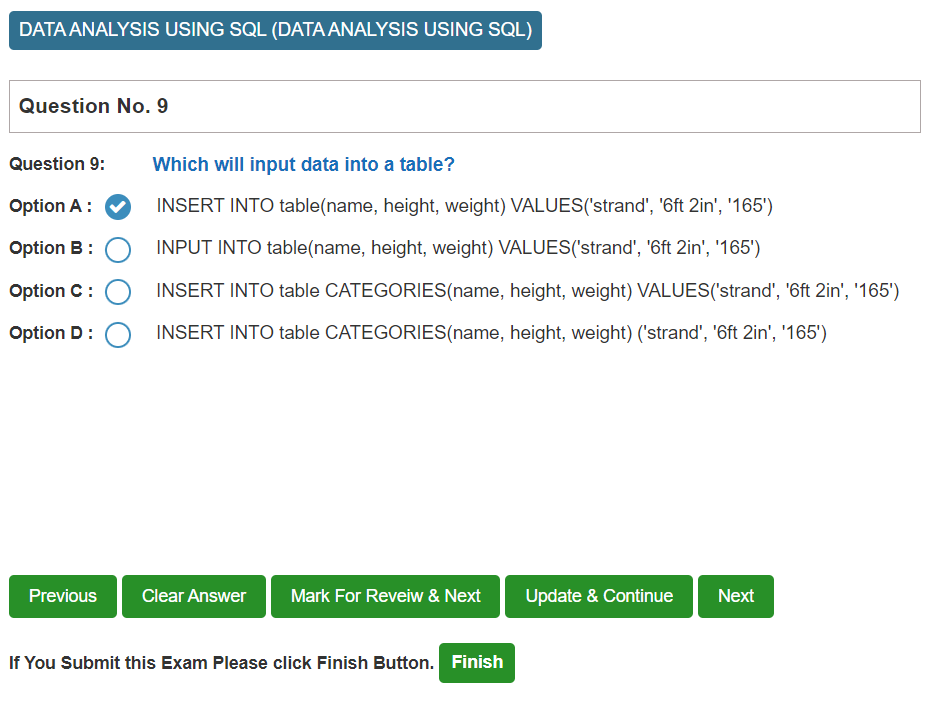 DATA ANALYSIS USING SQL (DATA ANALYSIS USING SQL)
Question No. 9
Question 9: Which will input data into a table?
Option A : INSERT INTO table(name, height, weight) VALUES('strand', '6ft 2in', '165')
Option B : INPUT INTO table(name, height, weight) VALUES('strand', '6ft 2in', '165')
Option C : INSERT INTO table CATEGORIES(name, height, weight) VALUES('strand', '6ft 2in', '165')
Option D : INSERT INTO table CATEGORIES(name, height, weight) ('strand', '6ft 2in', '165')
Previous Clear Answer Mark For Reveiw & Next Update & Continue Next
If You Submit this Exam Please click Finish Button. Finish